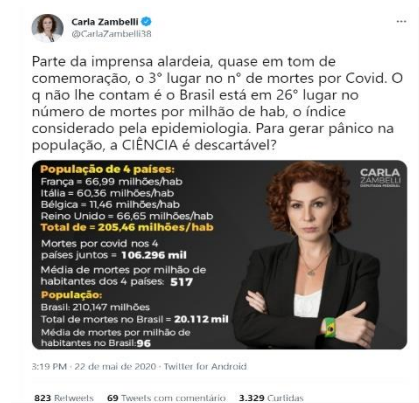 Carla Zambelli
@CarlaZambelli38
Parte da imprensa alardeia, quase em tom de
comemoração, o 3° lugar no n° de mortes por Covid. O
q não lhe contam é o Brasil está em 26° lugar no
número de mortes por milhão de hab, o índice
considerado pela epidemiologia. Para gerar pânico na
população, a CIÊNCIA é descartável?
População de 4 países:
França = 66,99 milhões/hab
Itália = 60,36 milhões/hab
Bélgica = 11,46 milhões/hab
Reino Unido = 66,65 milhões/hab
Total de = 205,46 milhões/hab
Mortes por covid nos 4
países juntos = 106.296 mil
Média de mortes por milhão de
habitantes dos 4 países: 517
População:
Brasil: 210,147 milhões
Total de mortes no Brasil = 20.112 mil
Média de mortes por milhão de
habitantes no Brasil: 96
CARLA
ZAMBELLI
DEPUTADA FEDERAL
3:19 PM · 22 de mai de 2020 · Twitter for Android
823 Retweets 69 Tweets com comentário 3.329 Curtidas